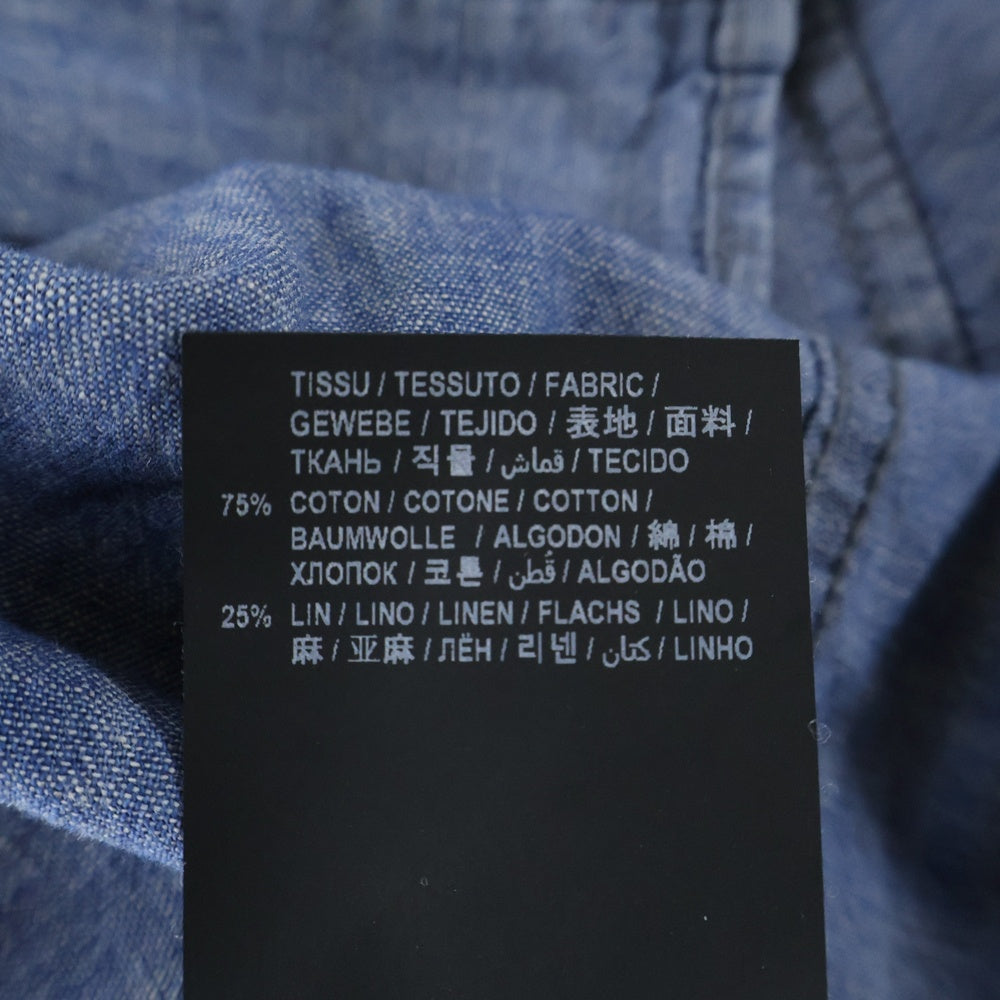 TISSU / TESSUTO / FABRIC /
GEWEBE / TEJIDO / 表地 / 面料 /
ТКАНЬ / 직물 / قماش / TECIDO
75% COTON / COTONE / COTTON /
BAUMWOLLE / ALGODON / 綿 / 棉 /
ХЛОПОК / 코튼 / قُطن / ALGODÃO
25% LIN / LINO / LINEN / FLACHS / LINO /
麻 / 亚麻 / ЛЁН / 리넨 / كتان / LINHO